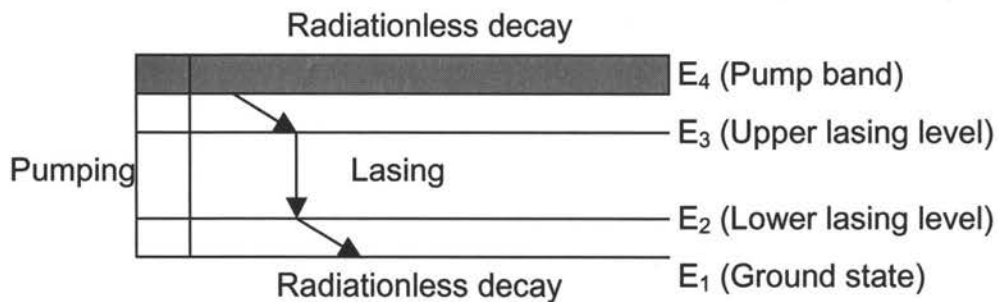 Radiationless decay
E₄ (Pump band)
E₃ (Upper lasing level)
Pumping
Lasing
E₂ (Lower lasing level)
E₁ (Ground state)
Radiationless decay